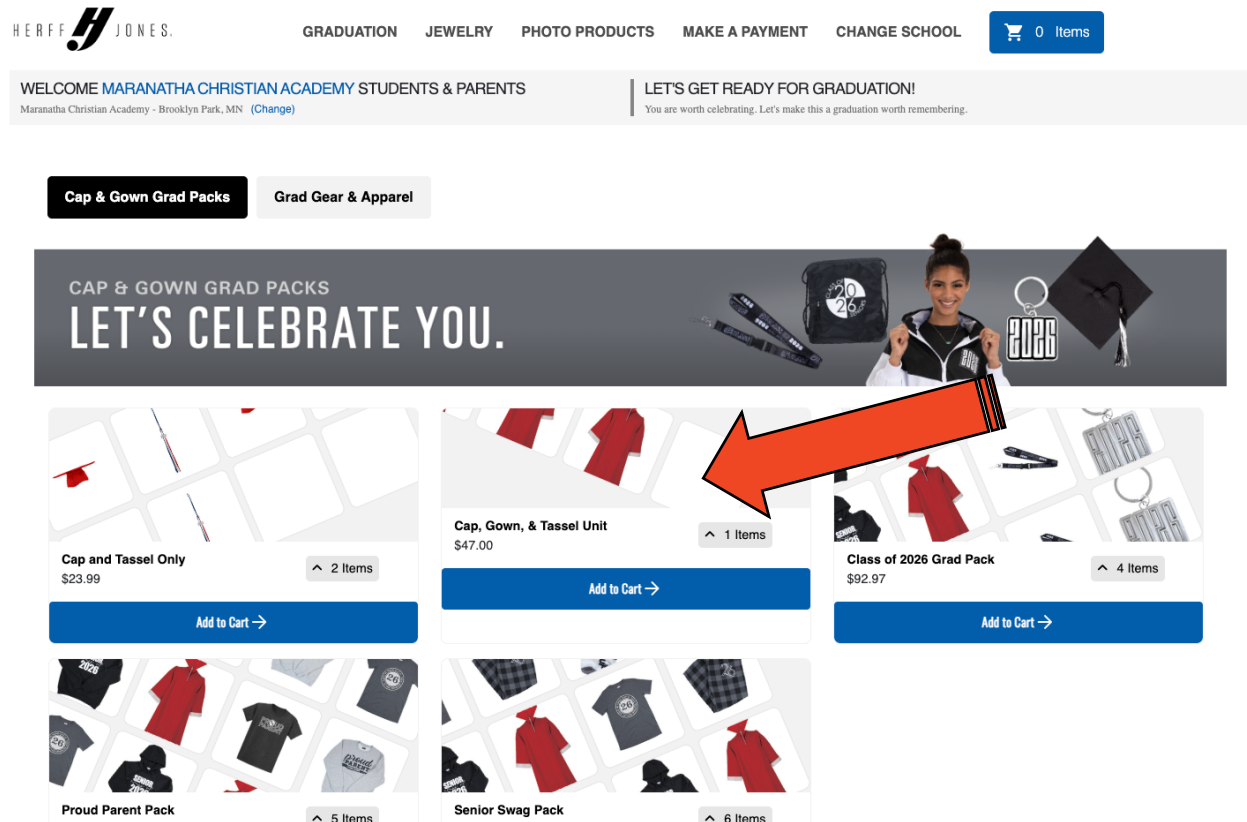 HERFF JONES.
GRADUATION JEWELRY PHOTO PRODUCTS MAKE A PAYMENT CHANGE SCHOOL 0 Items
WELCOME MARANATHA CHRISTIAN ACADEMY STUDENTS & PARENTS
Maranatha Christian Academy - Brooklyn Park, MN (Change)
LET'S GET READY FOR GRADUATION!
You are worth celebrating. Let's make this a graduation worth remembering.
Cap & Gown Grad Packs Grad Gear & Apparel
CAP & GOWN GRAD PACKS
LET'S CELEBRATE YOU.
20
26
2026
Cap and Tassel Only
$23.99
2 Items
Add to Cart
Cap, Gown, & Tassel Unit
$47.00
1 Items
Add to Cart
Class of 2026 Grad Pack
$92.97
4 Items
Add to Cart
Proud Parent Pack
5 Items
Senior Swag Pack
6 Items